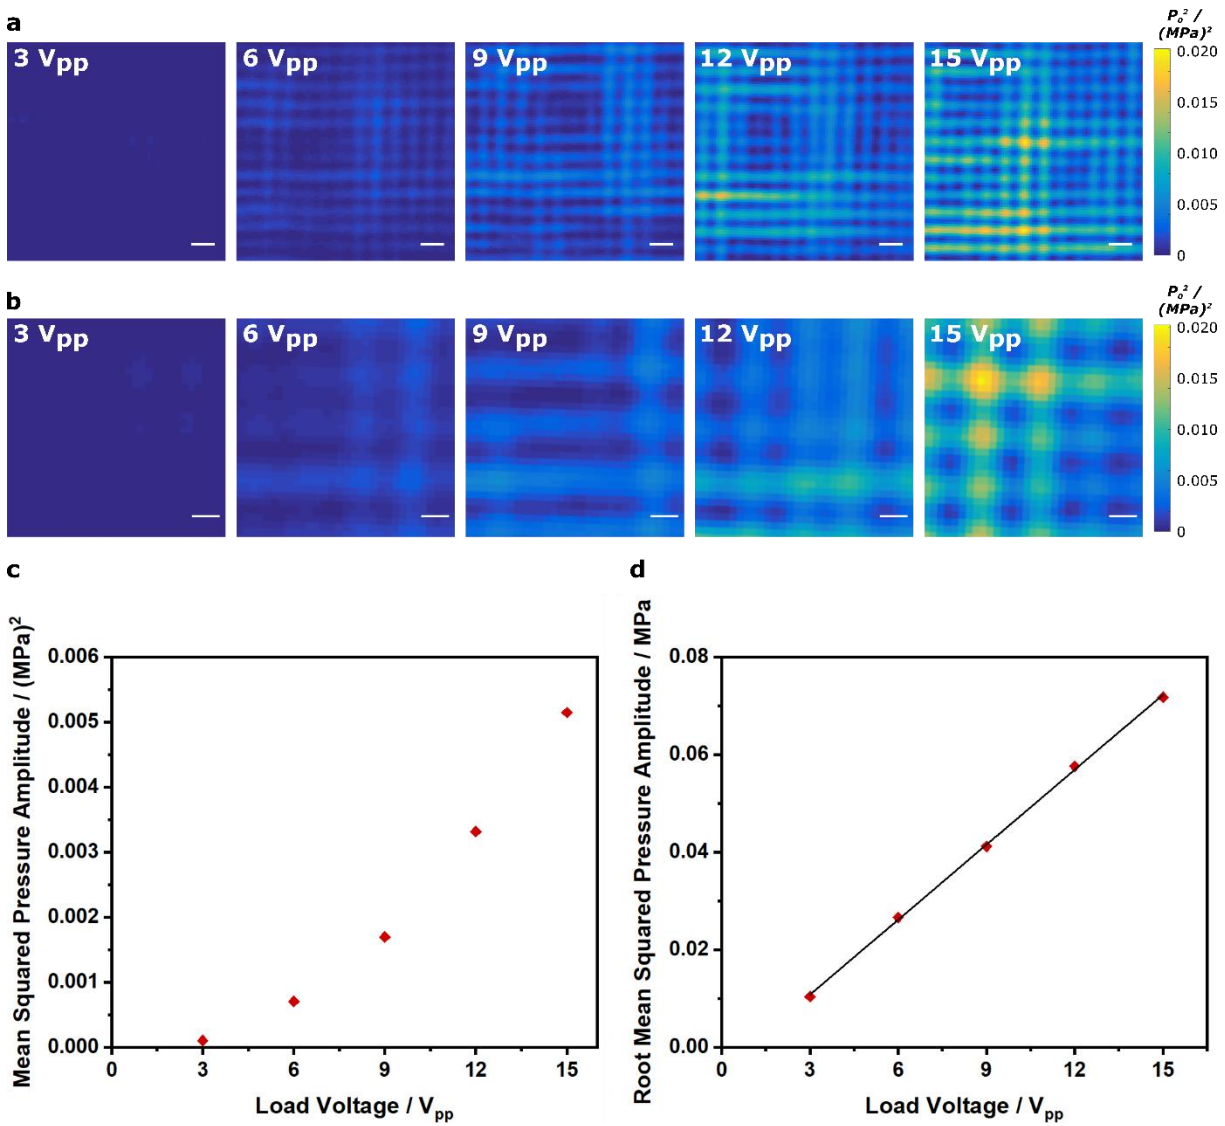 a
P₀² /
(MPa)²
3 Vpp
6 Vpp
9 Vpp
12 Vpp
15 Vpp
0.020
0.015
0.010
0.005
0
b
P₀² /
(MPa)²
3 Vpp
6 Vpp
9 Vpp
12 Vpp
15 Vpp
0.020
0.015
0.010
0.005
0
c
Mean Squared Pressure Amplitude / (MPa)²
0.006
0.005
0.004
0.003
0.002
0.001
0.000
0
3
6
9
12
15
Load Voltage / Vpp
d
Root Mean Squared Pressure Amplitude / MPa
0.08
0.06
0.04
0.02
0.00
0
3
6
9
12
15
Load Voltage / Vpp